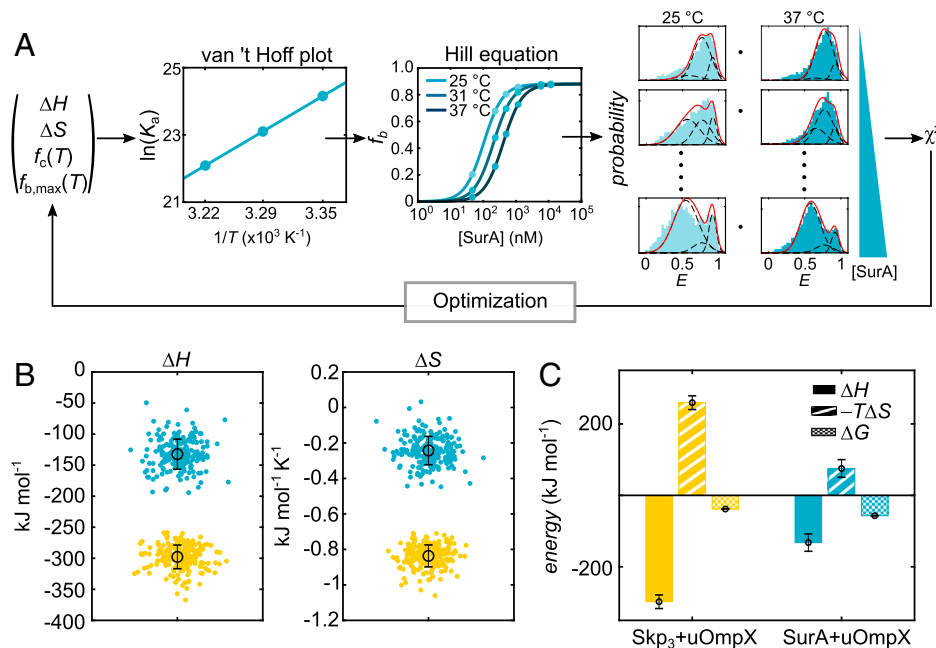 A
van 't Hoff plot
Hill equation
25 °C
37 °C
ΔH
ΔS
fc(T)
fb,max(T)
ln(Ka)
25
23
21
3.22
3.29
3.35
1/T (x10³ K⁻¹)
fb
1.0
0.8
0.6
0.4
0.2
0
25 °C
31 °C
37 °C
10⁰
10¹
10²
10³
10⁴
10⁵
[SurA] (nM)
probability
0 0.5 1
E
0 0.5 1
E
[SurA]
χ²
Optimization
B
ΔH
kJ mol⁻¹
0
-50
-100
-150
-200
-250
-300
-350
-400
ΔS
kJ mol⁻¹ K⁻¹
0.2
0
-0.2
-0.4
-0.6
-0.8
-1
-1.2
C
energy (kJ mol⁻¹)
200
-200
ΔH
−TΔS
ΔG
Skp₃+uOmpX
SurA+uOmpX